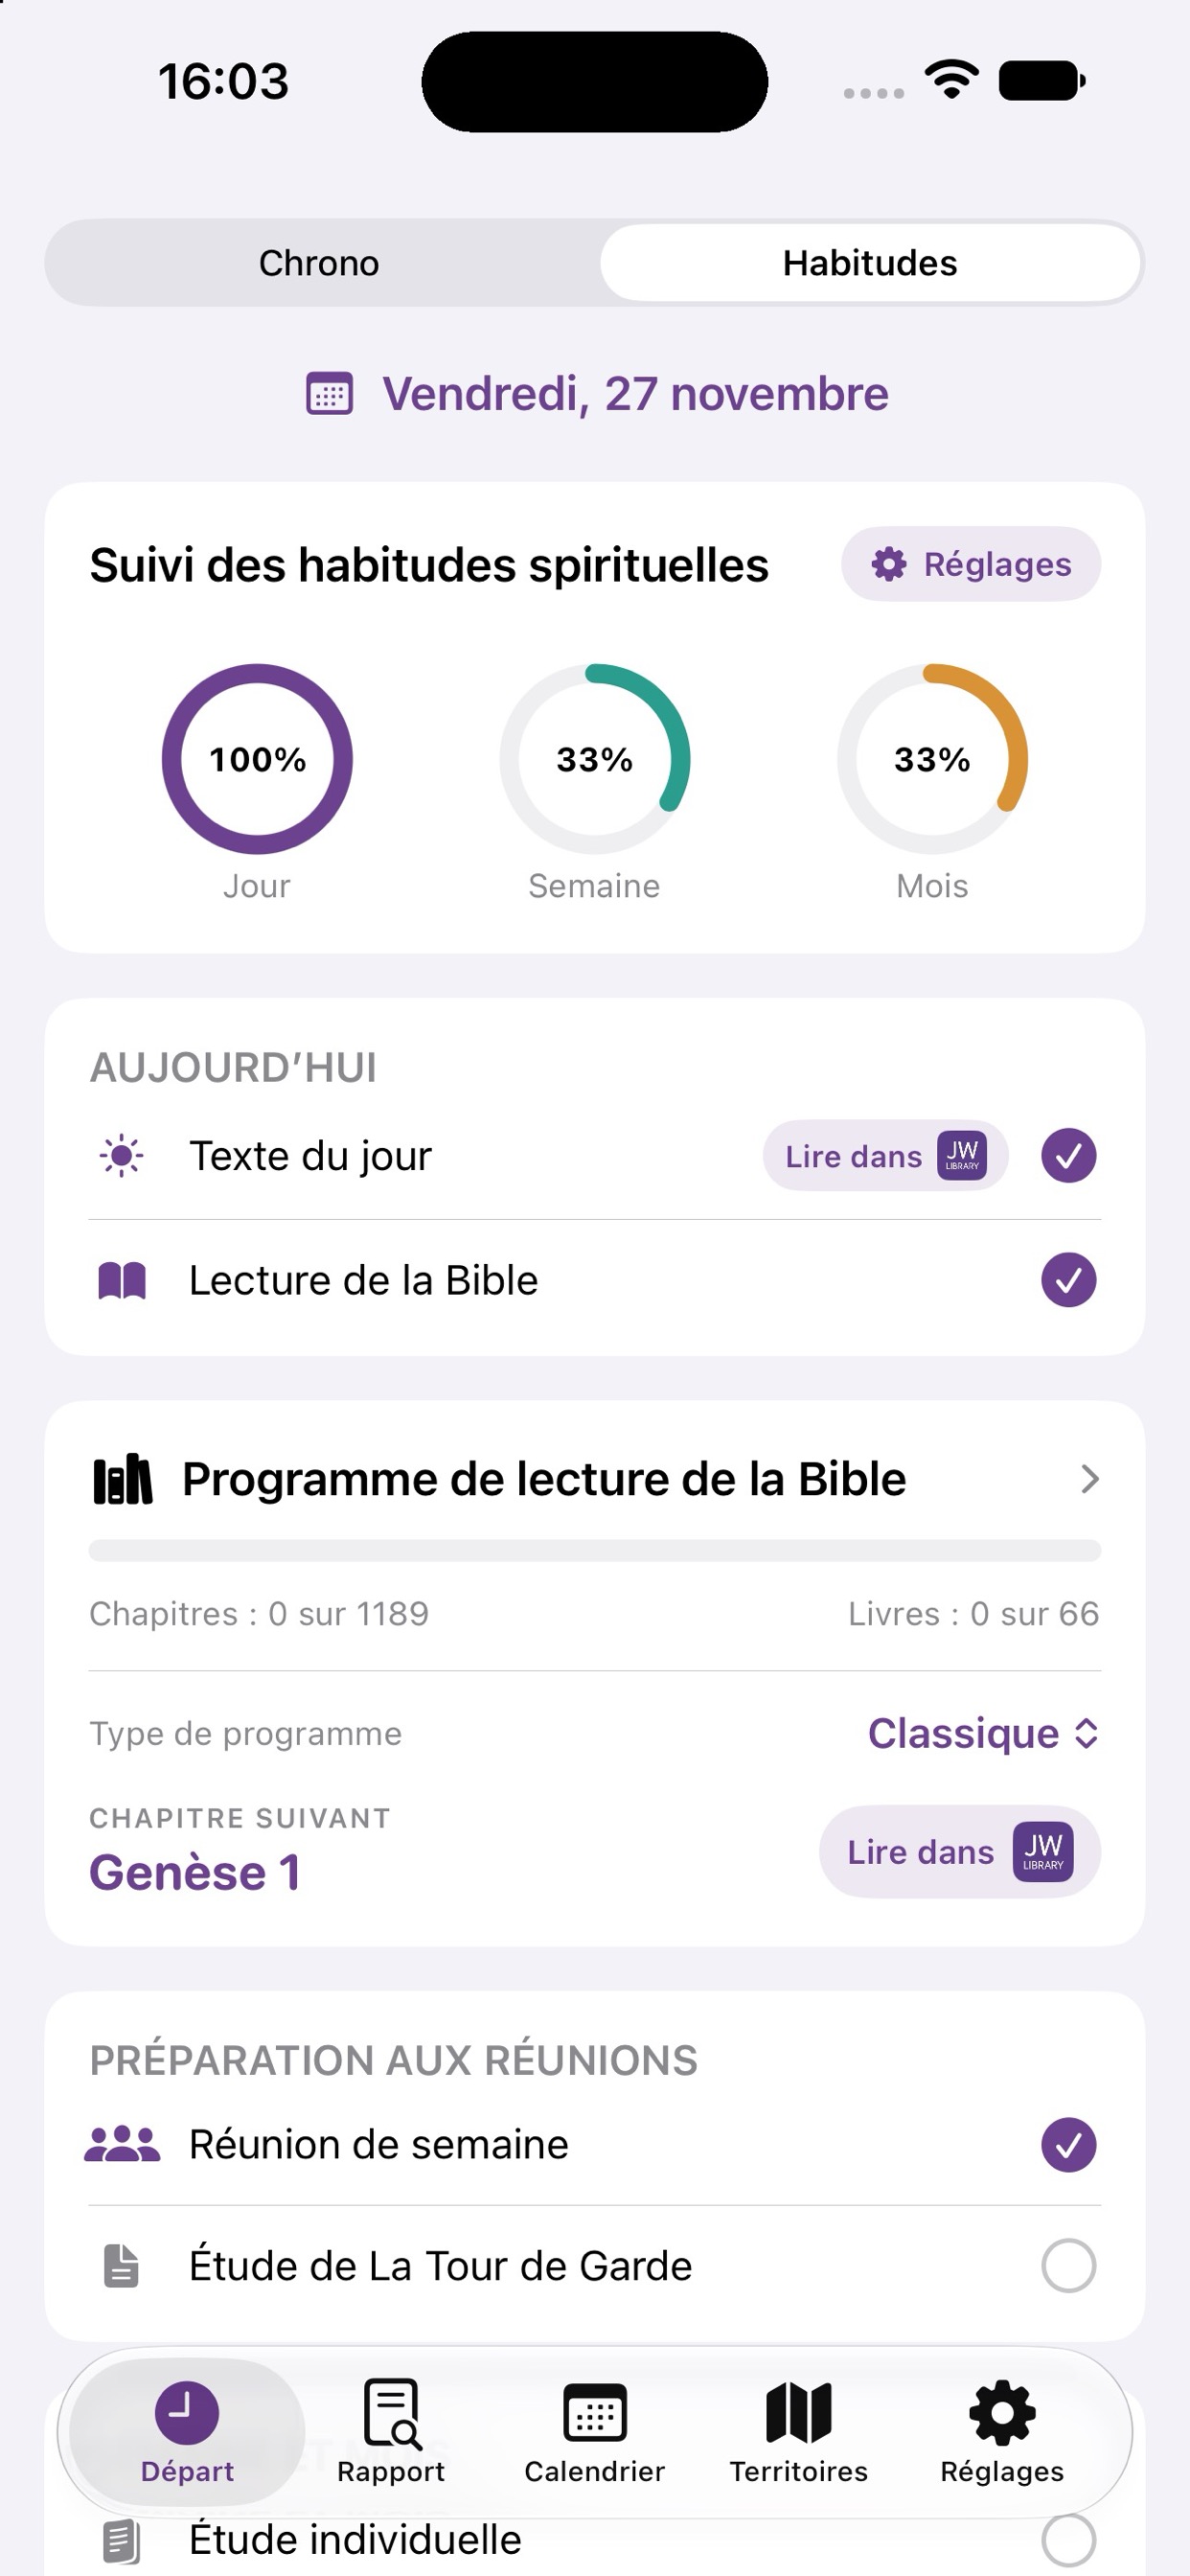 16:03
Chrono
Habitudes
Vendredi, 27 novembre
Suivi des habitudes spirituelles
Réglages
100%
33%
33%
Jour
Semaine
Mois
AUJOURD’HUI
Texte du jour
Lire dans
JW
LIBRARY
Lecture de la Bible
Programme de lecture de la Bible
Chapitres : 0 sur 1189
Livres : 0 sur 66
Type de programme
Classique
CHAPITRE SUIVANT
Genèse 1
Lire dans
JW
LIBRARY
PRÉPARATION AUX RÉUNIONS
Réunion de semaine
Étude de La Tour de Garde
ET MOIS
Départ
Rapport
Calendrier
Territoires
Réglages
Étude individuelle